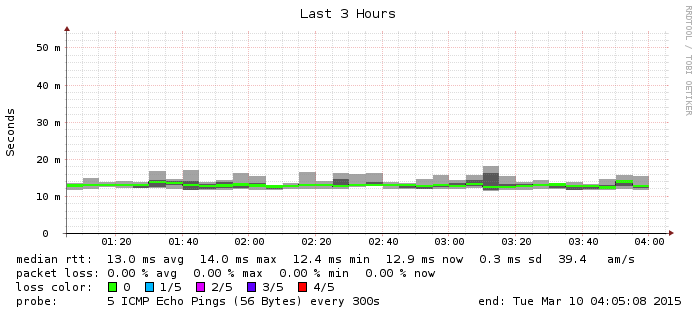 Last 3 Hours
RRDTOOL / TOBI OETIKER
Seconds
50 m
40 m
30 m
20 m
10 m
0
01:20 01:40 02:00 02:20 02:40 03:00 03:20 03:40 04:00
median rtt: 13.0 ms avg 14.0 ms max 12.4 ms min 12.9 ms now 0.3 ms sd 39.4 am/s
packet loss: 0.00 % avg 0.00 % max 0.00 % min 0.00 % now
loss color: 0 1/5 2/5 3/5 4/5
probe: 5 ICMP Echo Pings (56 Bytes) every 300s end: Tue Mar 10 04:05:08 2015